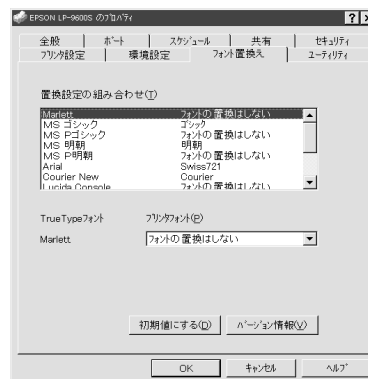 EPSON LP-9600S のプロパティ
全般 ポート スケジュール 共有 セキュリティ
プリンタ設定 環境設定 フォント置換え ユーティリティ
置換設定の組み合わせ(T)
Marlett フォントの置換はしない
MS ゴシック ゴシック
MS Pゴシック フォントの置換はしない
MS 明朝 明朝
MS P明朝 フォントの置換はしない
Arial Swiss721
Courier New Courier
Lucida Console フォントの置換はしない
TrueTypeフォント プリンタフォント(P)
Marlett フォントの置換はしない
初期値にする(D) バージョン情報(V)
OK キャンセル ヘルプ